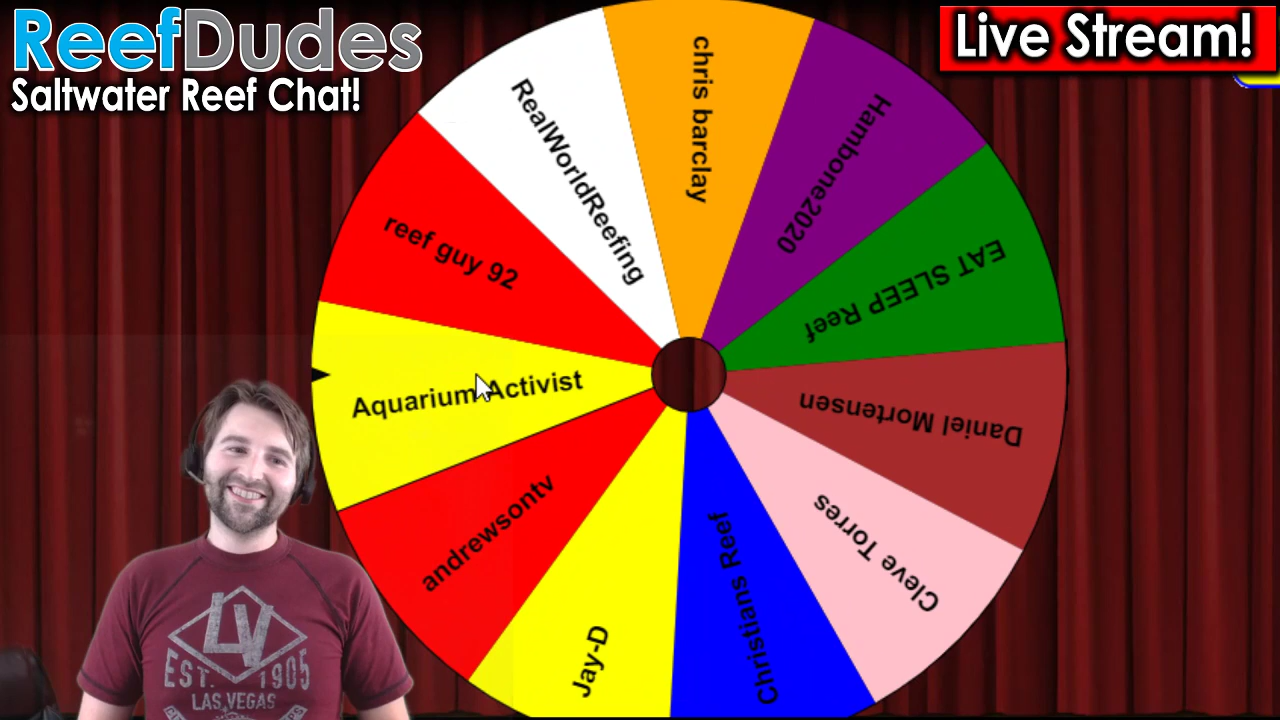 ReefDudes
Saltwater Reef Chat!
Live Stream!
chris barclay
Hambone2020
EAT SLEEP Reef
Daniel Mortensen
Cleve Torres
Christians Reef
Jay-D
andrewsontv
Aquarium Activist
reef guy 92
RealWorldReefing
LV
EST. 1905
LAS VEGAS